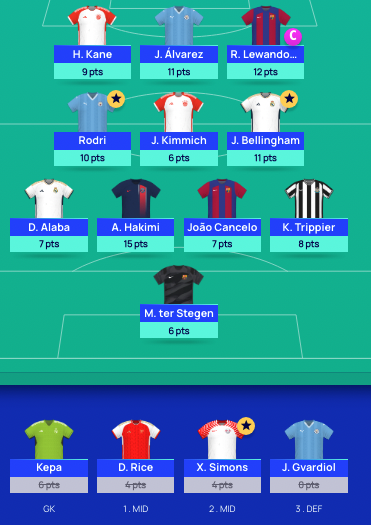 C
H. Kane J. Álvarez R. Lewando...
9 pts 11 pts 12 pts
Rodri J. Kimmich J. Bellingham
10 pts 6 pts 11 pts
D. Alaba A. Hakimi João Cancelo K. Trippier
7 pts 15 pts 7 pts 8 pts
M. ter Stegen
6 pts
Kepa D. Rice X. Simons J. Gvardiol
6 pts 4 pts 4 pts 0 pts
GK 1. MID 2. MID 3. DEF